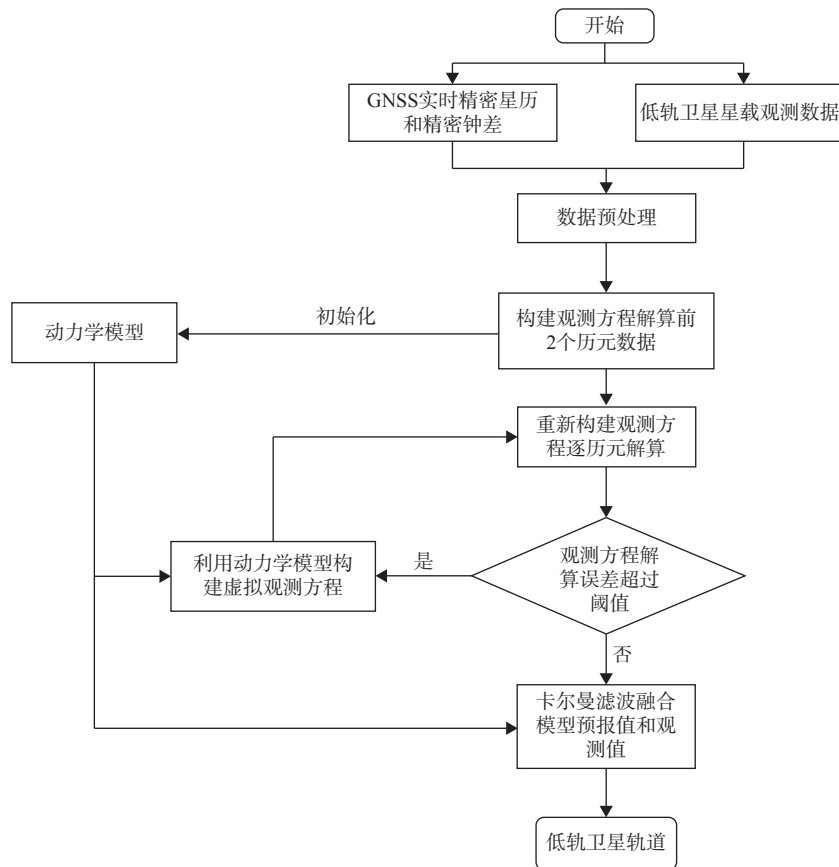 开始
GNSS实时精密星历
和精密钟差
低轨卫星星载观测数据
数据预处理
动力学模型
初始化
构建观测方程解算前
2个历元数据
重新构建观测方
程逐历元解算
利用动力学模型构
建虚拟观测方程
是
观测方程解
算误差超过
阈值
否
卡尔曼滤波融合
模型预报值和观
测值
低轨卫星轨道